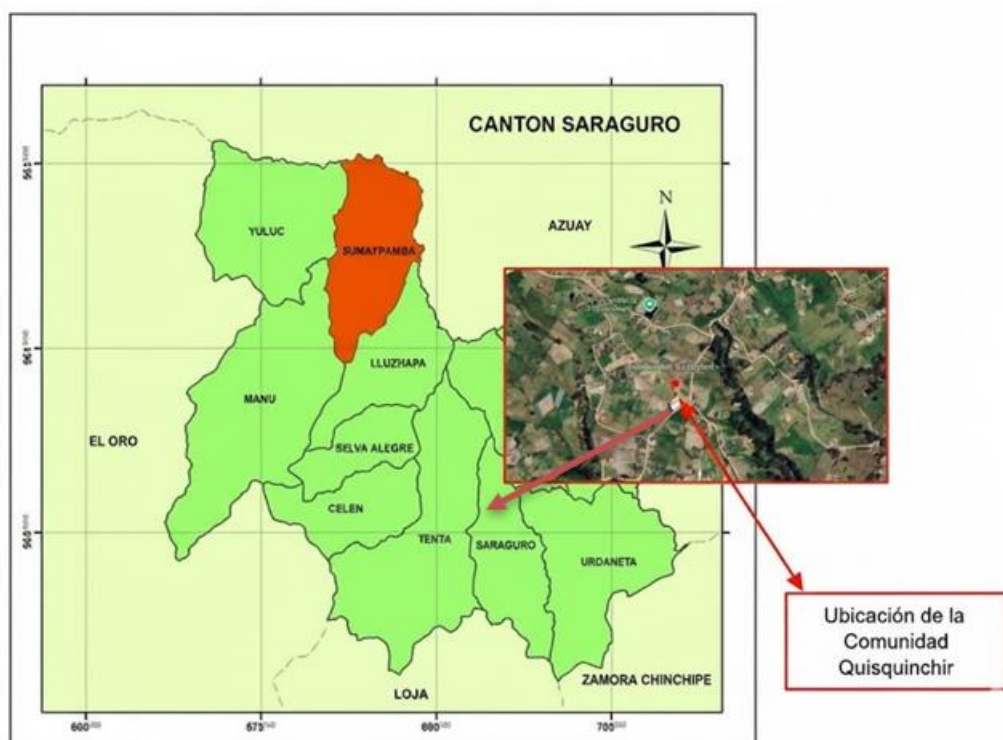 CANTON SARAGURO
N
AZUAY
YULUC
SUMAYPAMBA
LLUZHAPA
MANU
EL ORO
SELVA ALEGRE
CELEN
TENTA
SARAGURO
URDANETA
Ubicación de la
Comunidad
Quisquinchir
ZAMORA CHINCHIPE
LOJA